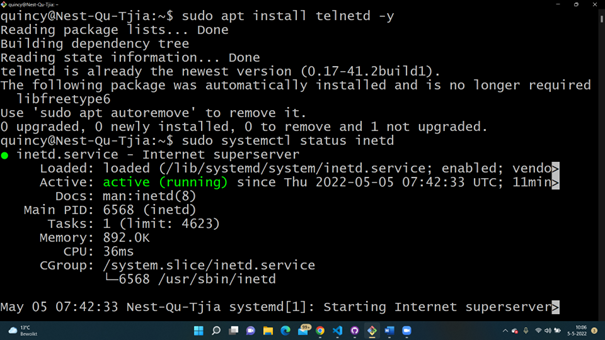 quincy@Nest-Qu-Tjia: ~
quincy@Nest-Qu-Tjia:~$ sudo apt install telnetd -y
Reading package lists... Done
Building dependency tree
Reading state information... Done
telnetd is already the newest version (0.17-41.2build1).
The following package was automatically installed and is no longer required
libfreetype6
Use 'sudo apt autoremove' to remove it.
0 upgraded, 0 newly installed, 0 to remove and 1 not upgraded.
quincy@Nest-Qu-Tjia:~$ sudo systemctl status inetd
● inetd.service - Internet superserver
Loaded: loaded (/lib/systemd/system/inetd.service; enabled; vendo>
Active: active (running) since Thu 2022-05-05 07:42:33 UTC; 11min>
Docs: man:inetd(8)
Main PID: 6568 (inetd)
Tasks: 1 (limit: 4623)
Memory: 892.0K
CPU: 36ms
CGroup: /system.slice/inetd.service
└─6568 /usr/sbin/inetd
May 05 07:42:33 Nest-Qu-Tjia systemd[1]: Starting Internet superserver>
13°C
Bewolkt
99+
10:06
5-5-2022